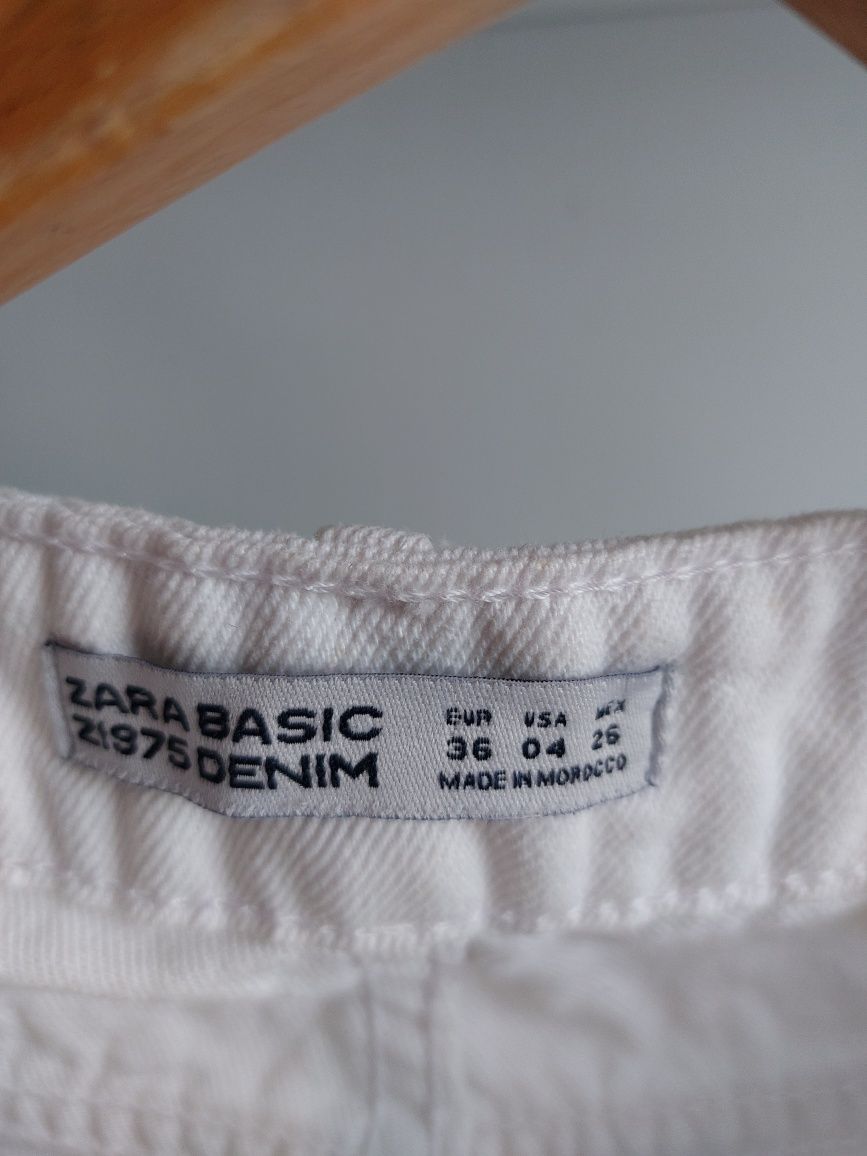 ZARA BASIC
Z1975 DENIM
EUR USA MEX
36 04 26
MADE IN MOROCCO